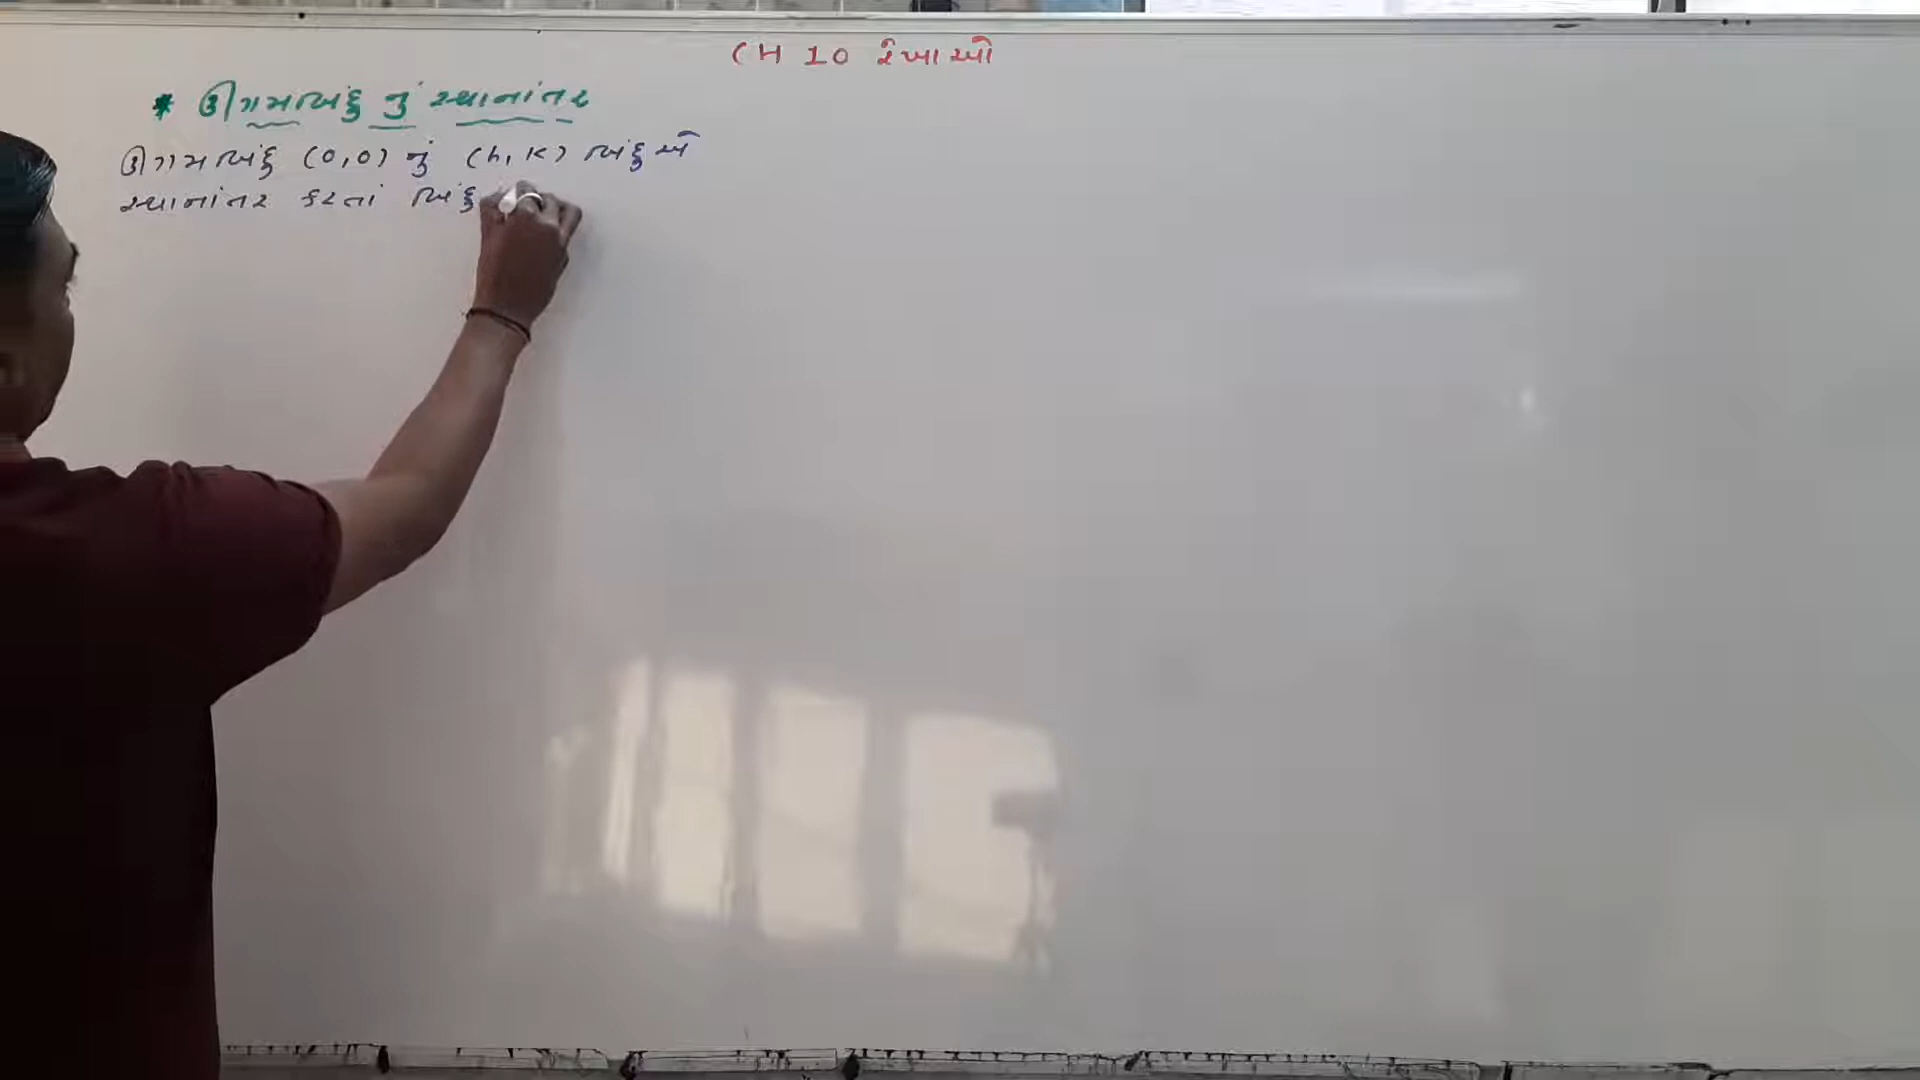 CH 10 રેખાઓ
* ઊગમબિંદુ નું સ્થાનાંતર
ઊગમબિંદુ (0,0) નું (h, k) બિંદુએ
સ્થાનાંતર કરતાં બિંદુ